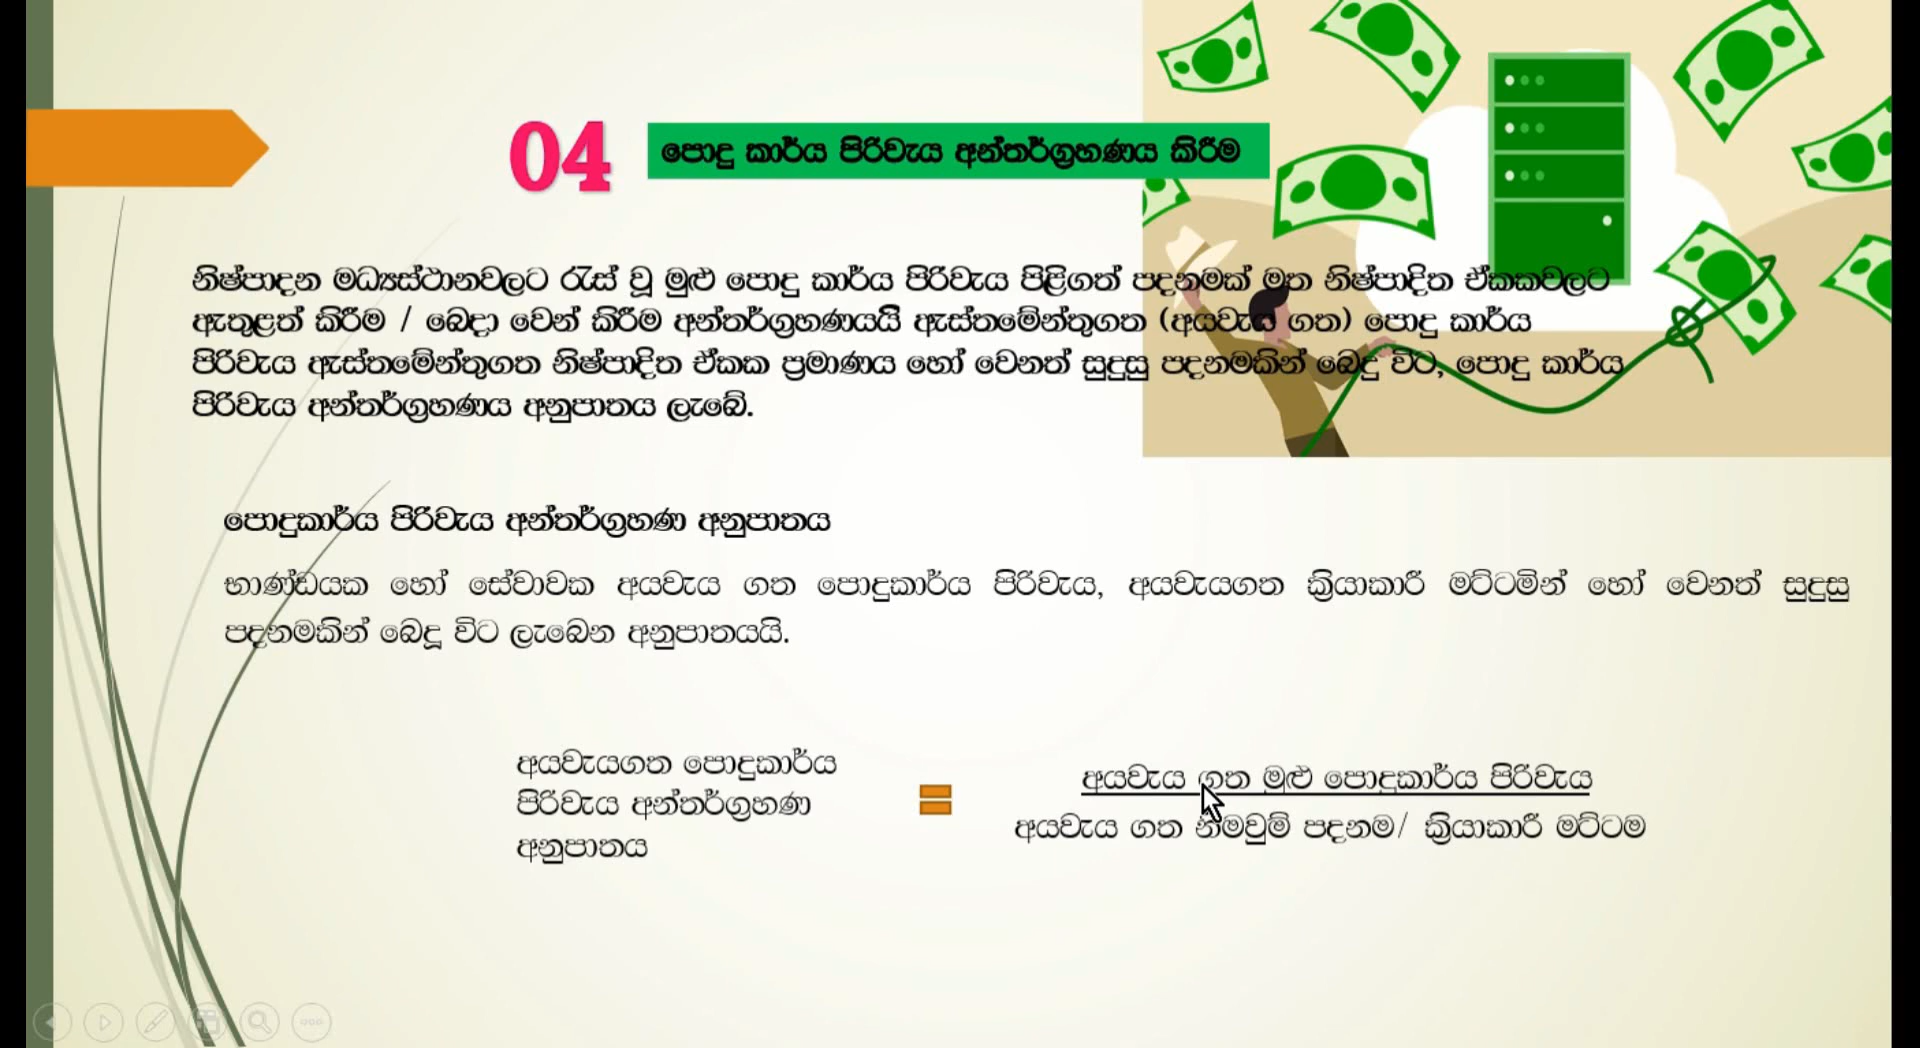 04
පොදු කාර්ය පිරිවැය අන්තර්ග්‍රහණය කිරීම
නිෂ්පාදන මධ්‍යස්ථානවලට රැස් වූ මුළු පොදු කාර්ය පිරිවැය පිළිගත් පදනමක් මත නිෂ්පාදිත ඒකකවලට
ඇතුළත් කිරීම / බෙදා වෙන් කිරීම අන්තර්ග්‍රහණයයි ඇස්තමේන්තුගත (අයවැය ගත) පොදු කාර්ය
පිරිවැය ඇස්තමේන්තුගත නිෂ්පාදිත ඒකක ප්‍රමාණය හෝ වෙනත් සුදුසු පදනමකින් බෙදු විට, පොදු කාර්ය
පිරිවැය අන්තර්ග්‍රහණය අනුපාතය ලැබේ.
පොදුකාර්ය පිරිවැය අන්තර්ග්‍රහණ අනුපාතය
භාණ්ඩයක හෝ සේවාවක අයවැය ගත පොදුකාර්ය පිරිවැය, අයවැයගත ක්‍රියාකාරී මට්ටමින් හෝ වෙනත් සුදුසු
පදනමකින් බෙදූ විට ලැබෙන අනුපාතයයි.
අයවැයගත පොදුකාර්ය
පිරිවැය අන්තර්ග්‍රහණ
අනුපාතය
=
අයවැය ගත මුළු පොදුකාර්ය පිරිවැය
අයවැය ගත නිමවුම් පදනම/ ක්‍රියාකාරී මට්ටම